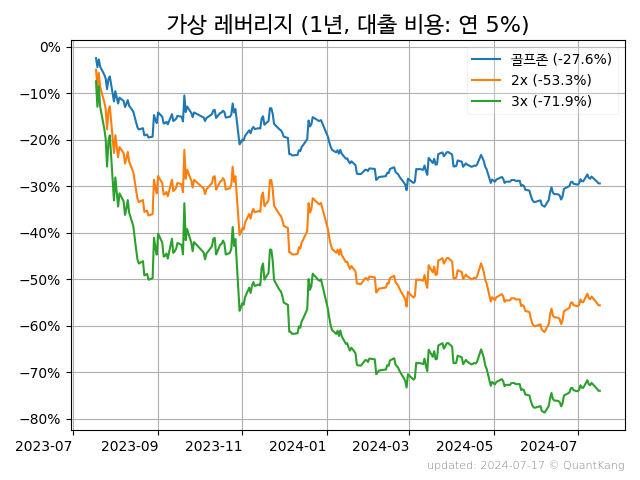 가상 레버리지 (1년, 대출 비용: 연 5%)
0%
골프존 (-27.6%)
2x (-53.3%)
3x (-71.9%)
−10%
−20%
−30%
−40%
−50%
−60%
−70%
−80%
2023-07 2023-09 2023-11 2024-01 2024-03 2024-05 2024-07
updated: 2024-07-17 © QuantKang